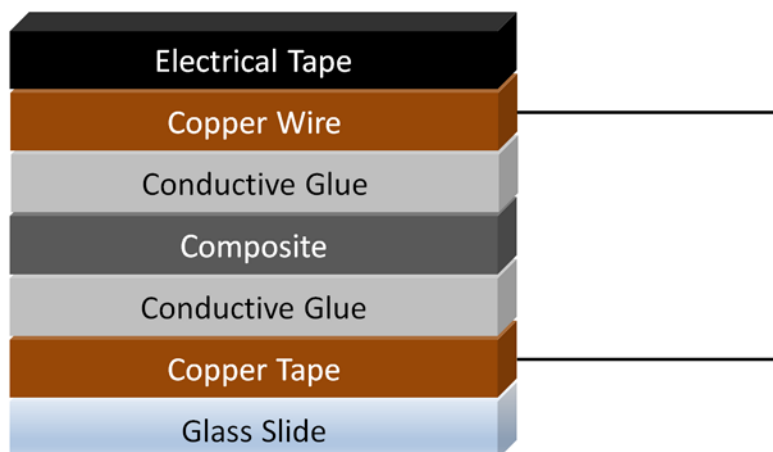 Electrical Tape
Copper Wire
Conductive Glue
Composite
Conductive Glue
Copper Tape
Glass Slide